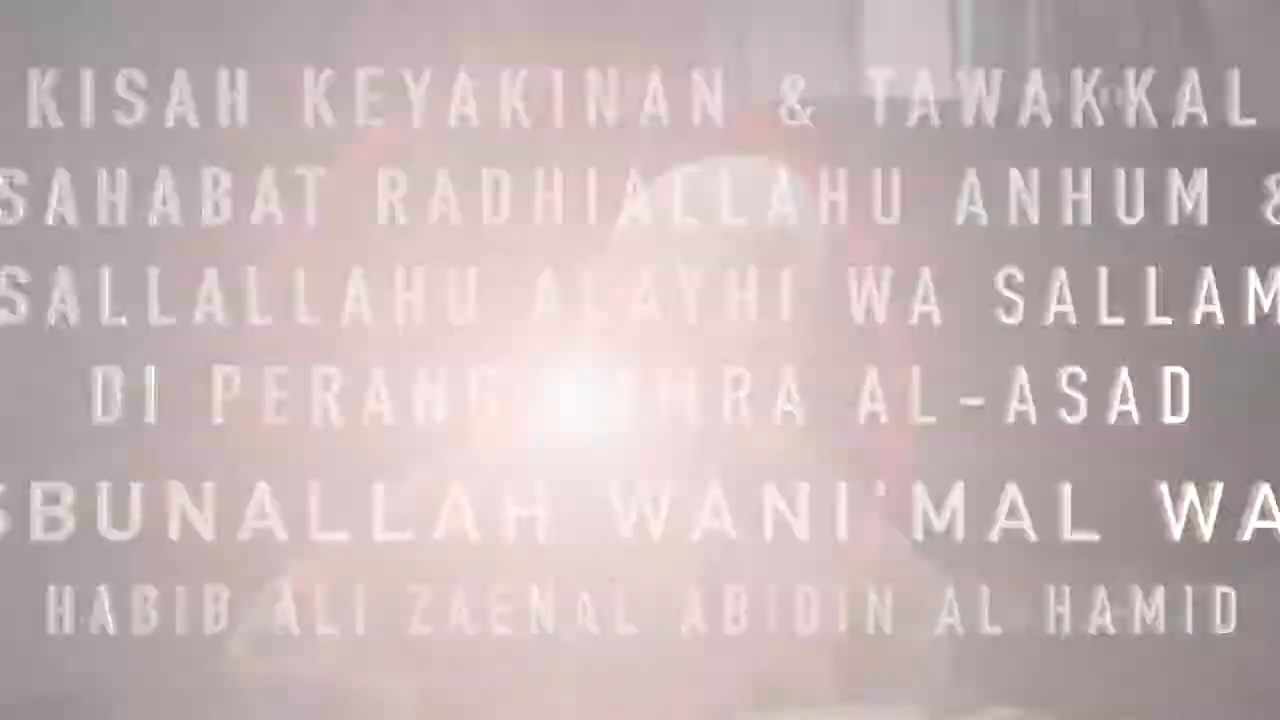 KISAH KEYAKINAN & TAWAKKAL
SAHABAT RADHIALLAHU ANHUM &
SALLALLAHU ALAYHI WA SALLAM
DI PERANG AL-ASAD
SBUNALLAH WANI'MAL WA
HABIB ALI ZAENAL ABIDIN AL HAMID